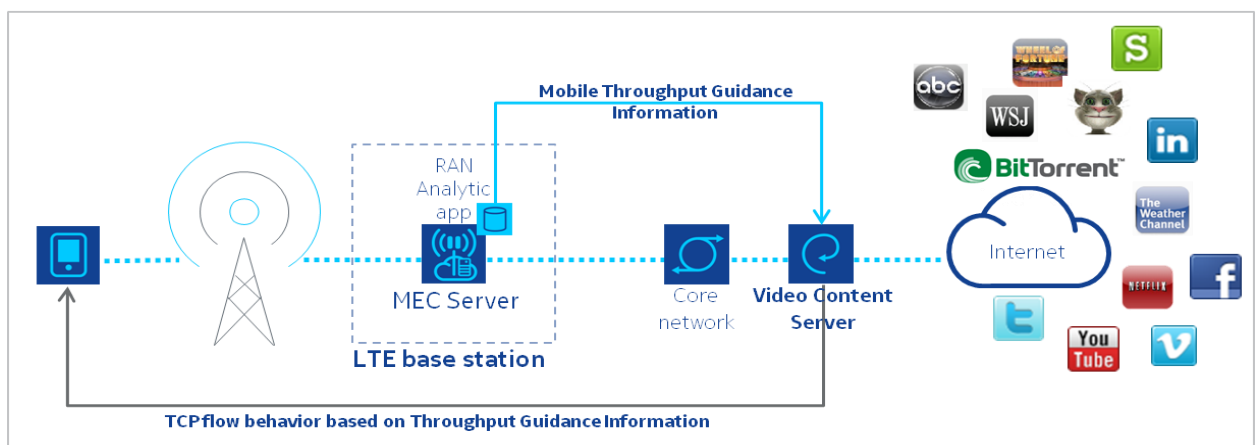 Mobile Throughput Guidance
Information
RAN
Analytic
app
MEC Server
LTE base station
Core
network
Video Content
Server
TCP flow behavior based on Throughput Guidance Information
Internet
abc
WHEEL OF
FORTUNE
S
WSJ
in
BitTorrent™
The
Weather
Channel
NETFLIX
f
t
You
Tube
v